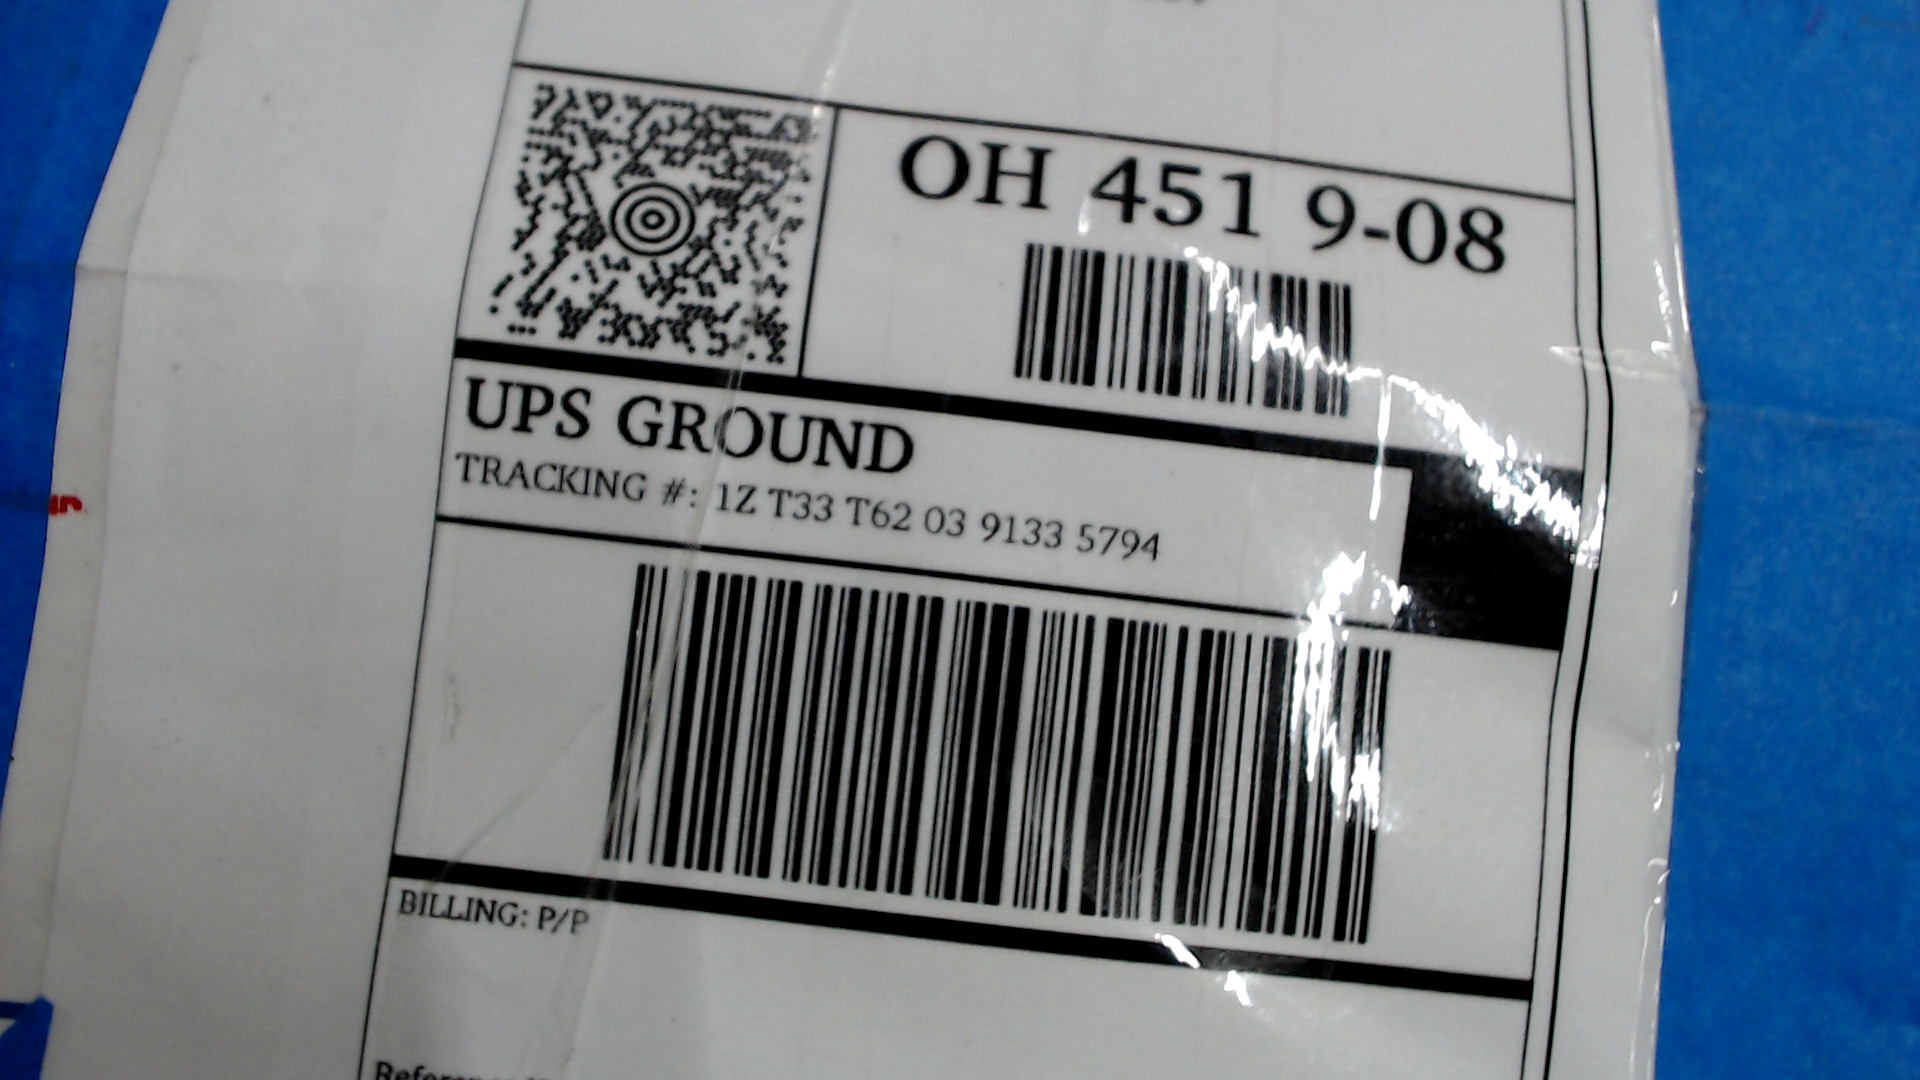 OH 451 9-08
UPS GROUND
TRACKING #: 1Z T33 T62 03 9133 5794
BILLING: P/P